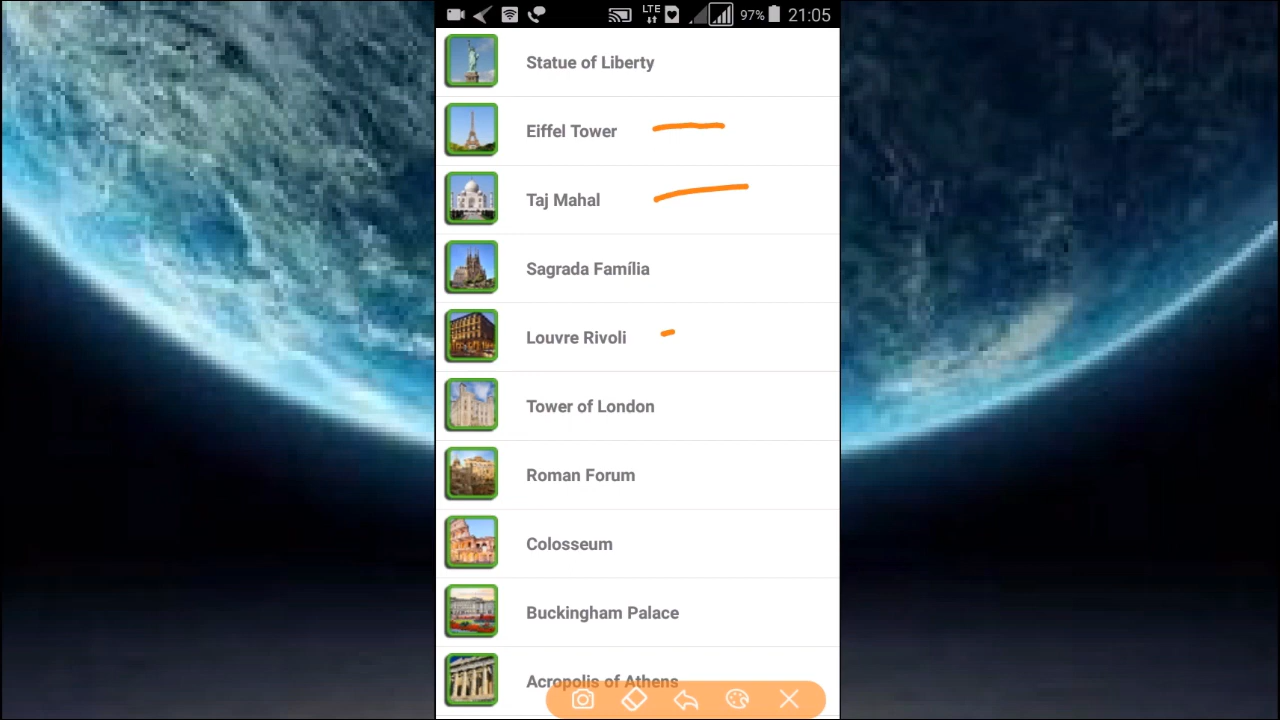 LTE 97% 21:05
Statue of Liberty
Eiffel Tower
Taj Mahal
Sagrada Família
Louvre Rivoli
Tower of London
Roman Forum
Colosseum
Buckingham Palace
Acropolis of Athens